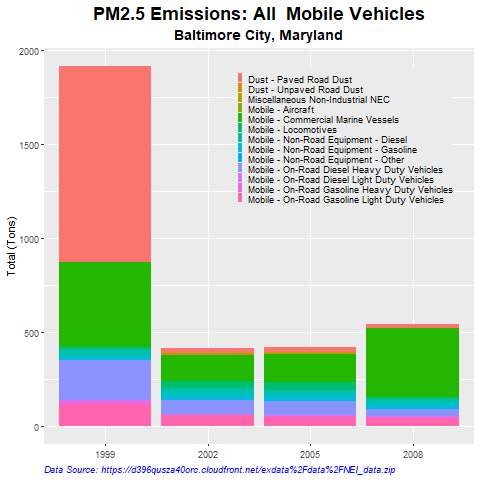 PM2.5 Emissions: All  Mobile Vehicles
Baltimore City, Maryland
Total (Tons)
2000
1500
1000
500
0
Dust - Paved Road Dust
Dust - Unpaved Road Dust
Miscellaneous Non-Industrial NEC
Mobile - Aircraft
Mobile - Commercial Marine Vessels
Mobile - Locomotives
Mobile - Non-Road Equipment - Diesel
Mobile - Non-Road Equipment - Gasoline
Mobile - Non-Road Equipment - Other
Mobile - On-Road Diesel Heavy Duty Vehicles
Mobile - On-Road Diesel Light Duty Vehicles
Mobile - On-Road Gasoline Heavy Duty Vehicles
Mobile - On-Road Gasoline Light Duty Vehicles
1999 2002 2005 2008
Data Source: https://d396qusza40orc.cloudfront.net/exdata%2Fdata%2FNEI_data.zip